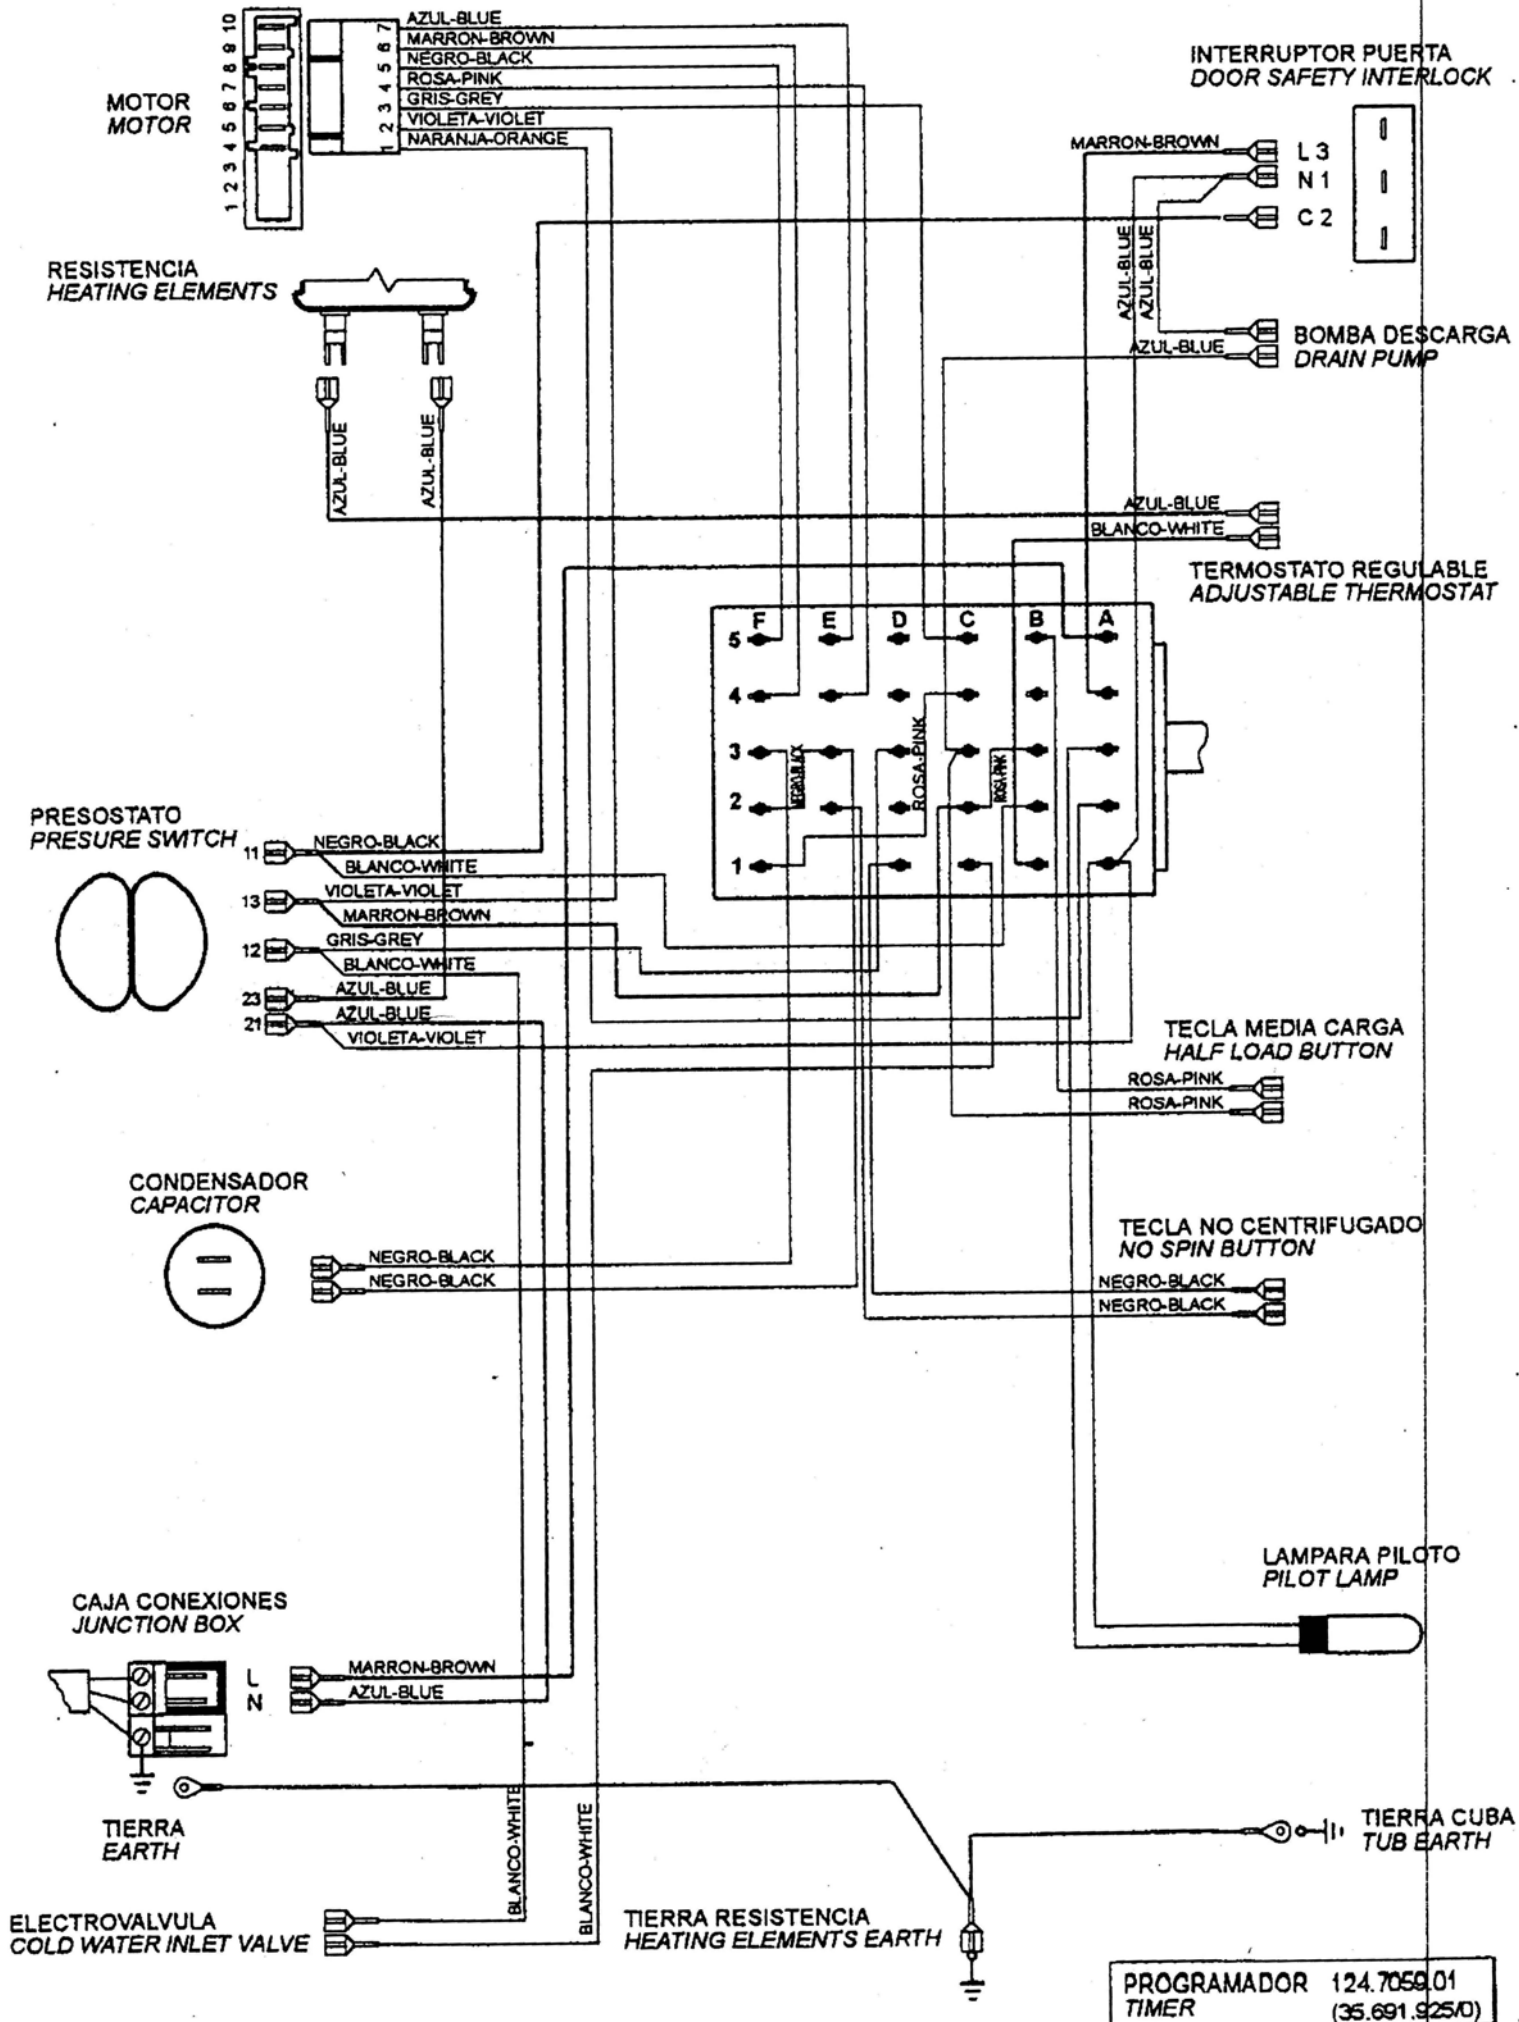 10
9
8
7
6
5
4
3
2
1
7
6
5
4
3
2
1
AZUL-BLUE
MARRON-BROWN
NEGRO-BLACK
ROSA-PINK
GRIS-GREY
VIOLETA-VIOLET
NARANJA-ORANGE
MOTOR
MOTOR
INTERRUPTOR PUERTA
DOOR SAFETY INTERLOCK
MARRON-BROWN
L 3
N 1
C 2
AZUL-BLUE
AZUL-BLUE
RESISTENCIA
HEATING ELEMENTS
BOMBA DESCARGA
DRAIN PUMP
AZUL-BLUE
AZUL-BLUE
AZUL-BLUE
AZUL-BLUE
BLANCO-WHITE
TERMOSTATO REGULABLE
ADJUSTABLE THERMOSTAT
F E D C B A
5
4
3
2
1
NEGRO-BLACK
ROSA-PINK
ROSA-PINK
PRESOSTATO
PRESURE SWITCH
11
NEGRO-BLACK
BLANCO-WHITE
13
VIOLETA-VIOLET
MARRON-BROWN
12
GRIS-GREY
BLANCO-WHITE
23
AZUL-BLUE
21
AZUL-BLUE
VIOLETA-VIOLET
TECLA MEDIA CARGA
HALF LOAD BUTTON
ROSA-PINK
ROSA-PINK
CONDENSADOR
CAPACITOR
NEGRO-BLACK
NEGRO-BLACK
TECLA NO CENTRIFUGADO
NO SPIN BUTTON
NEGRO-BLACK
NEGRO-BLACK
LAMPARA PILOTO
PILOT LAMP
CAJA CONEXIONES
JUNCTION BOX
L
N
MARRON-BROWN
AZUL-BLUE
TIERRA
EARTH
BLANCO-WHITE
BLANCO-WHITE
TIERRA CUBA
TUB EARTH
ELECTROVALVULA
COLD WATER INLET VALVE
TIERRA RESISTENCIA
HEATING ELEMENTS EARTH
PROGRAMADOR 124.7059.01
TIMER (35.691.925/0)